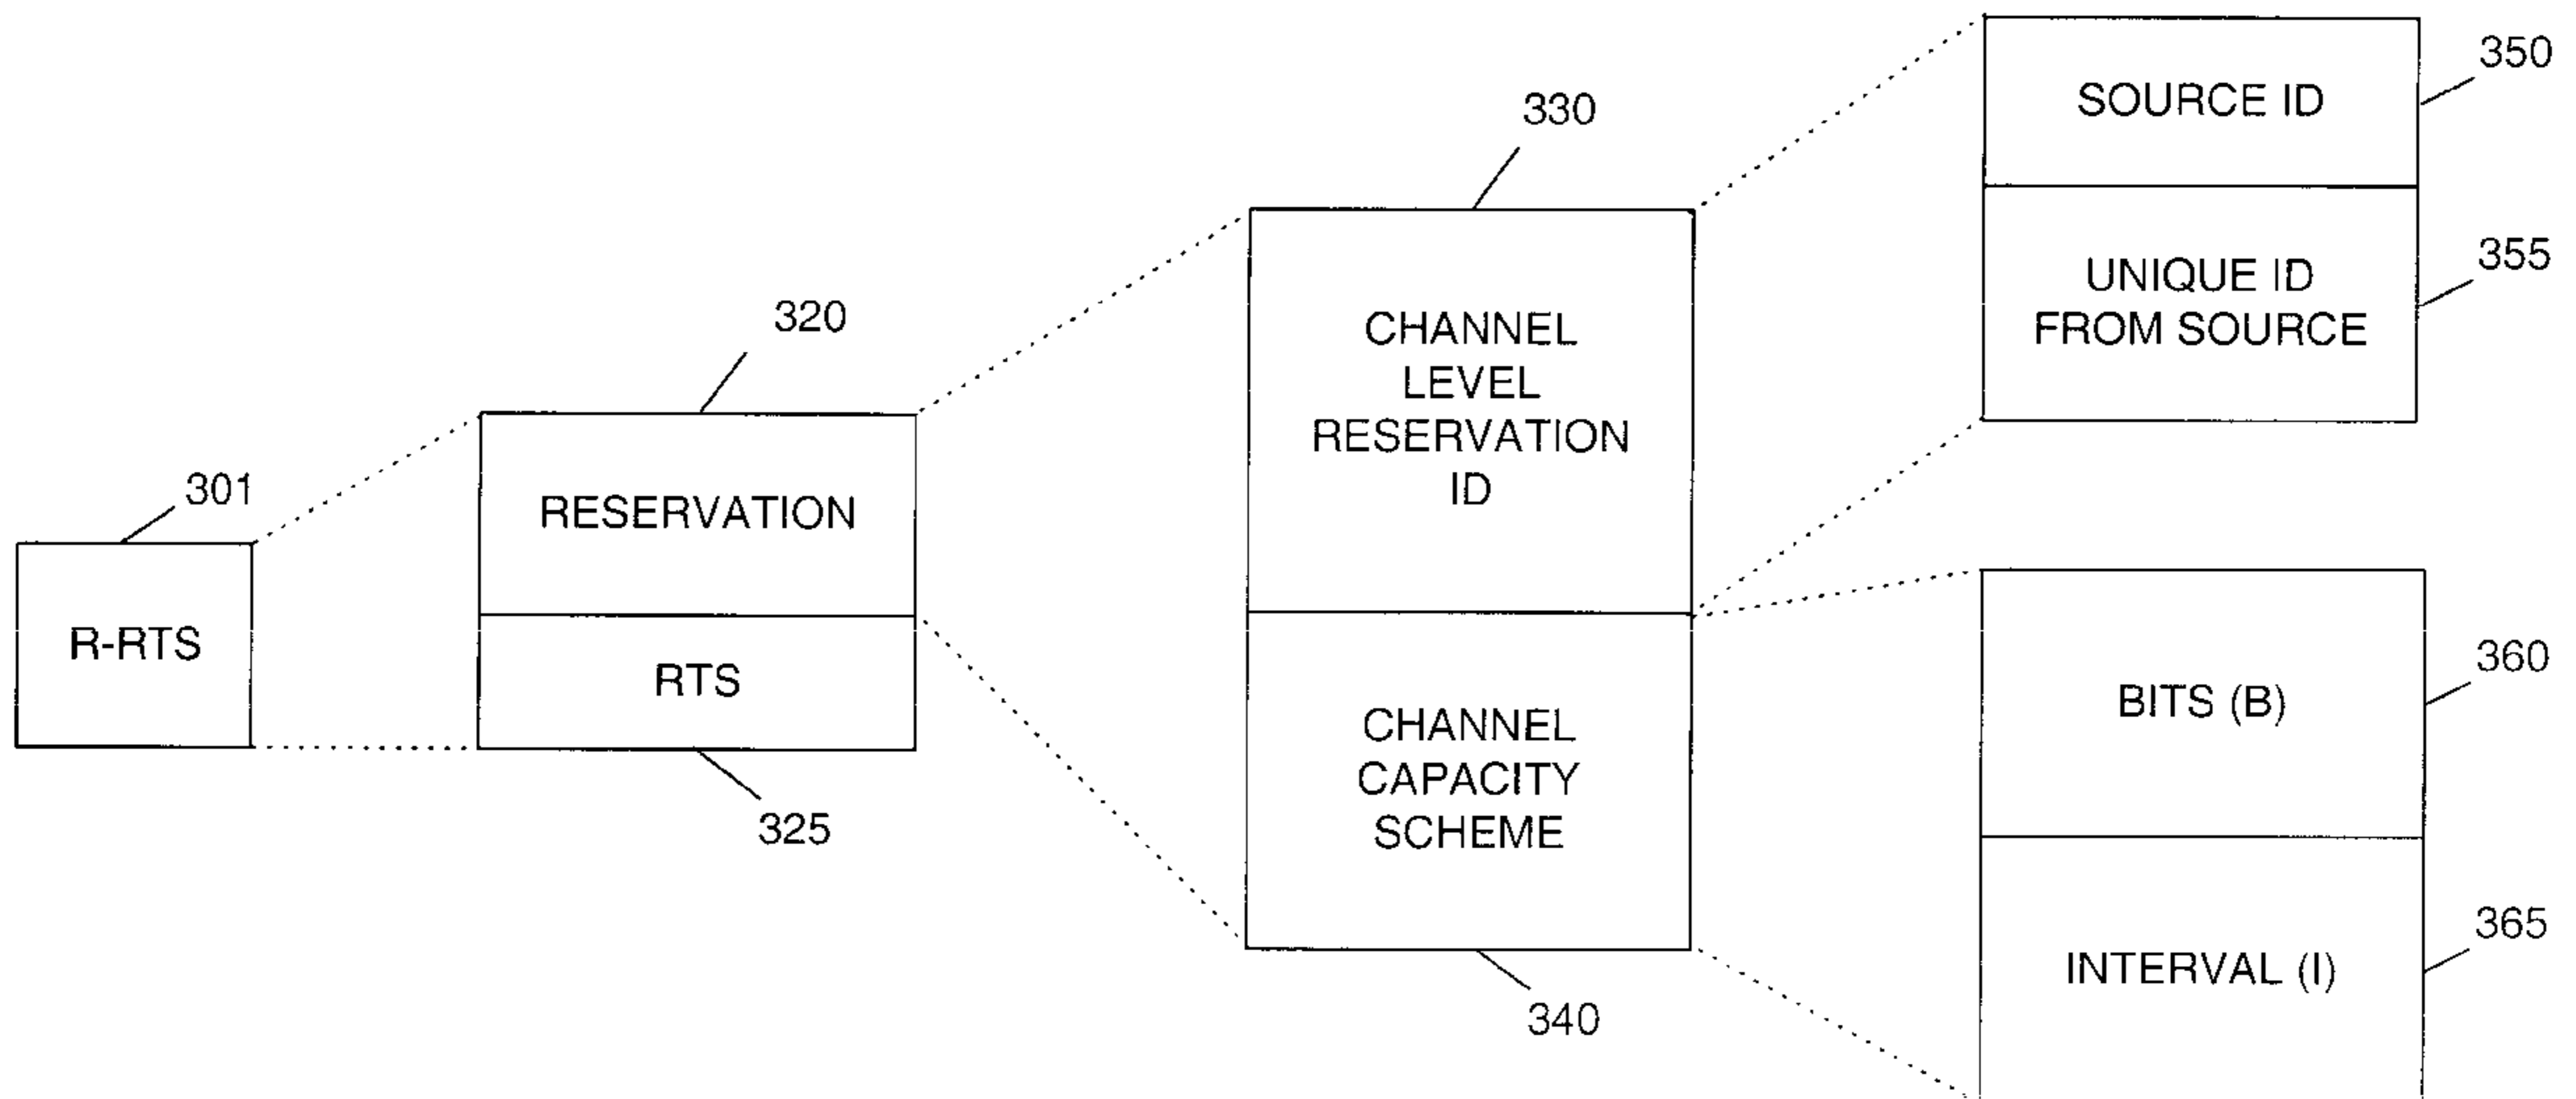 301
R-RTS
320
RESERVATION
RTS
325
330
CHANNEL
LEVEL
RESERVATION
ID
CHANNEL
CAPACITY
SCHEME
340
SOURCE ID
350
UNIQUE ID
FROM SOURCE
355
BITS (B)
360
INTERVAL (I)
365